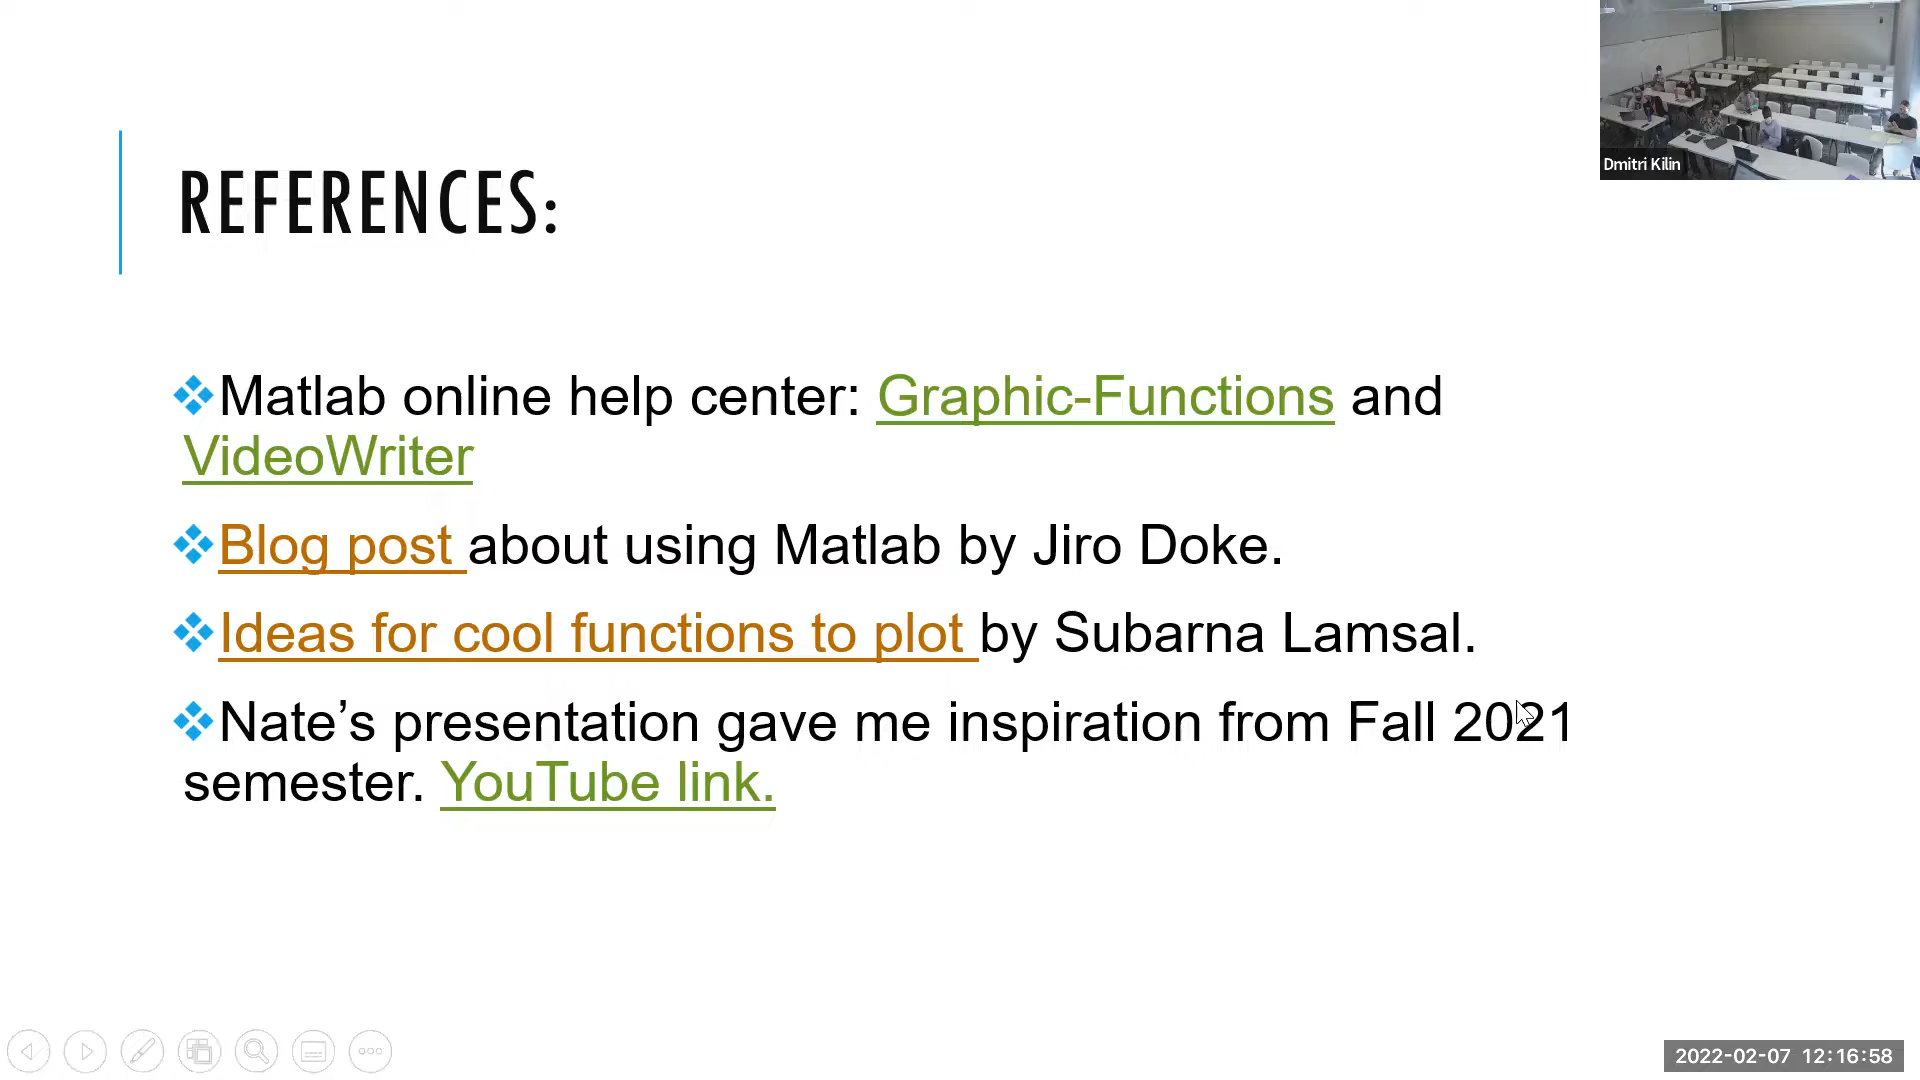 Dmitri Kilin
REFERENCES:
Matlab online help center: Graphic-Functions and
VideoWriter
Blog post about using Matlab by Jiro Doke.
Ideas for cool functions to plot by Subarna Lamsal.
Nate’s presentation gave me inspiration from Fall 2021
semester. YouTube link.
2022-02-07 12:16:58